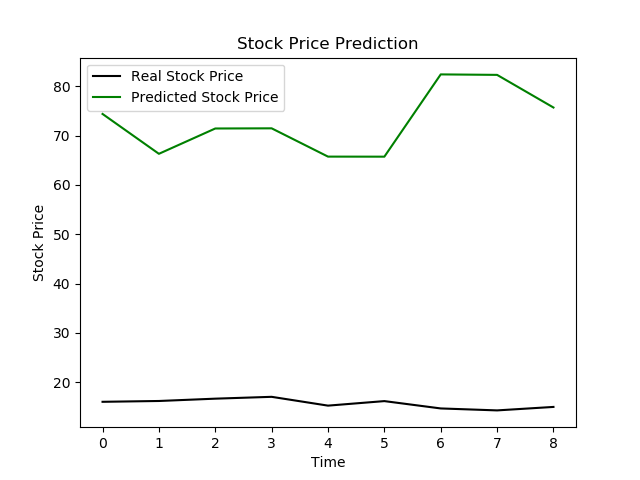 Stock Price Prediction
Real Stock Price
Predicted Stock Price
80
70
60
50
40
30
20
Stock Price
0 1 2 3 4 5 6 7 8
Time